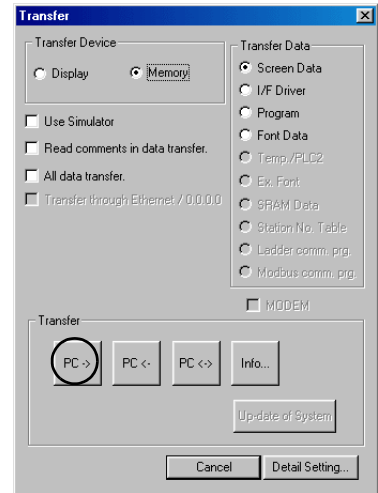 Transfer
Transfer Device
Display
Memory
Use Simulator
Read comments in data transfer.
All data transfer.
Transfer through Ethernet / 0.0.0.0
Transfer Data
Screen Data
I/F Driver
Program
Font Data
Temp./PLC2
Ex. Font
SRAM Data
Station No. Table
Ladder comm. prg.
Modbus comm. prg.
MODEM
Transfer
PC ->
PC <-
PC <->
Info...
Up-date of System
Cancel
Detail Setting...